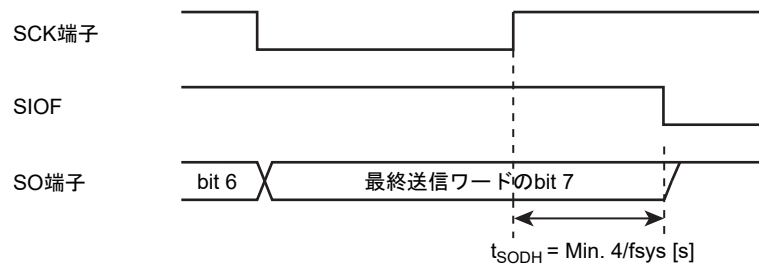 SCK端子
SIOF
SO端子 bit 6 最終送信ワードのbit 7
tSODH = Min. 4/fsys [s]